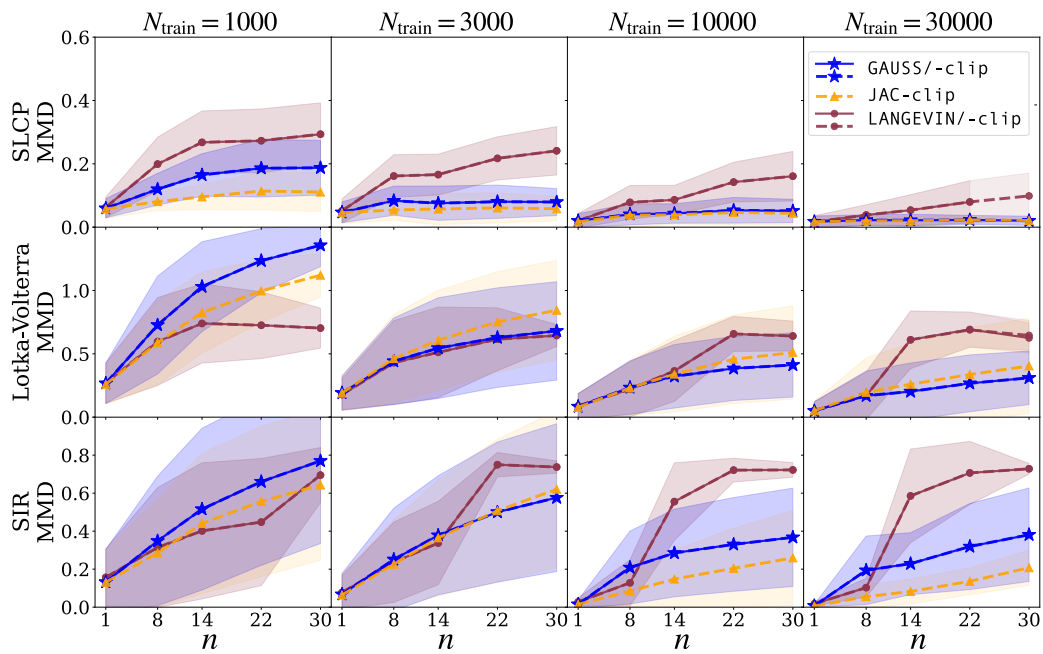 N_train = 1000 N_train = 3000 N_train = 10000 N_train = 30000
SLCP
MMD
0.6
0.4
0.2
0.0
GAUSS/-clip
JAC-clip
LANGEVIN/-clip
Lotka-Volterra
MMD
1.0
0.5
0.0
SIR
MMD
0.8
0.6
0.4
0.2
0.0
1 8 14 22 30 1 8 14 22 30 1 8 14 22 30 1 8 14 22 30
n n n n